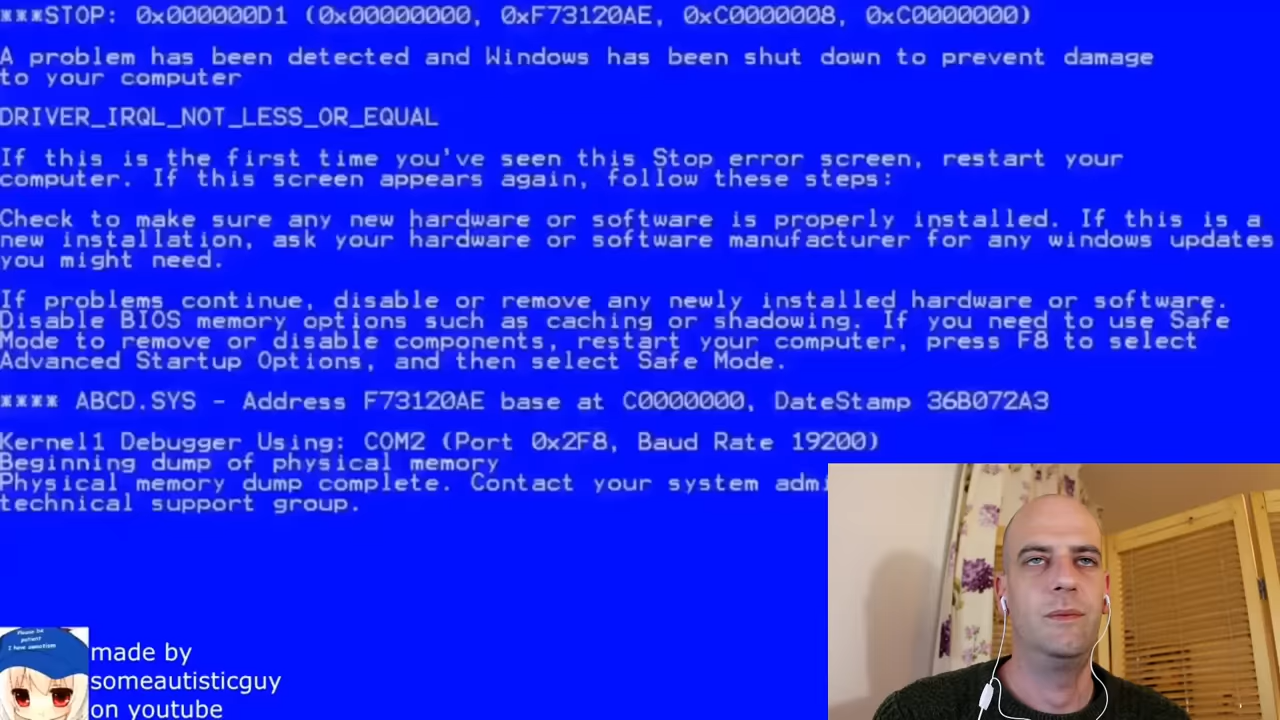 ***STOP: 0x000000D1 (0x00000000, 0xF73120AE, 0xC0000008, 0xC0000000)
A problem has been detected and Windows has been shut down to prevent damage
to your computer
DRIVER_IRQL_NOT_LESS_OR_EQUAL
If this is the first time you've seen this Stop error screen, restart your
computer. If this screen appears again, follow these steps:
Check to make sure any new hardware or software is properly installed. If this is a
new installation, ask your hardware or software manufacturer for any windows updates
you might need.
If problems continue, disable or remove any newly installed hardware or software.
Disable BIOS memory options such as caching or shadowing. If you need to use Safe
Mode to remove or disable components, restart your computer, press F8 to select
Advanced Startup Options, and then select Safe Mode.
**** ABCD.SYS - Address F73120AE base at C0000000, DateStamp 36B072A3
Kernel1 Debugger Using: COM2 (Port 0x2F8, Baud Rate 19200)
Beginning dump of physical memory
Physical memory dump complete. Contact your system admi
technical support group.
Please be
patient
I have
made by
someautisticguy
on youtube